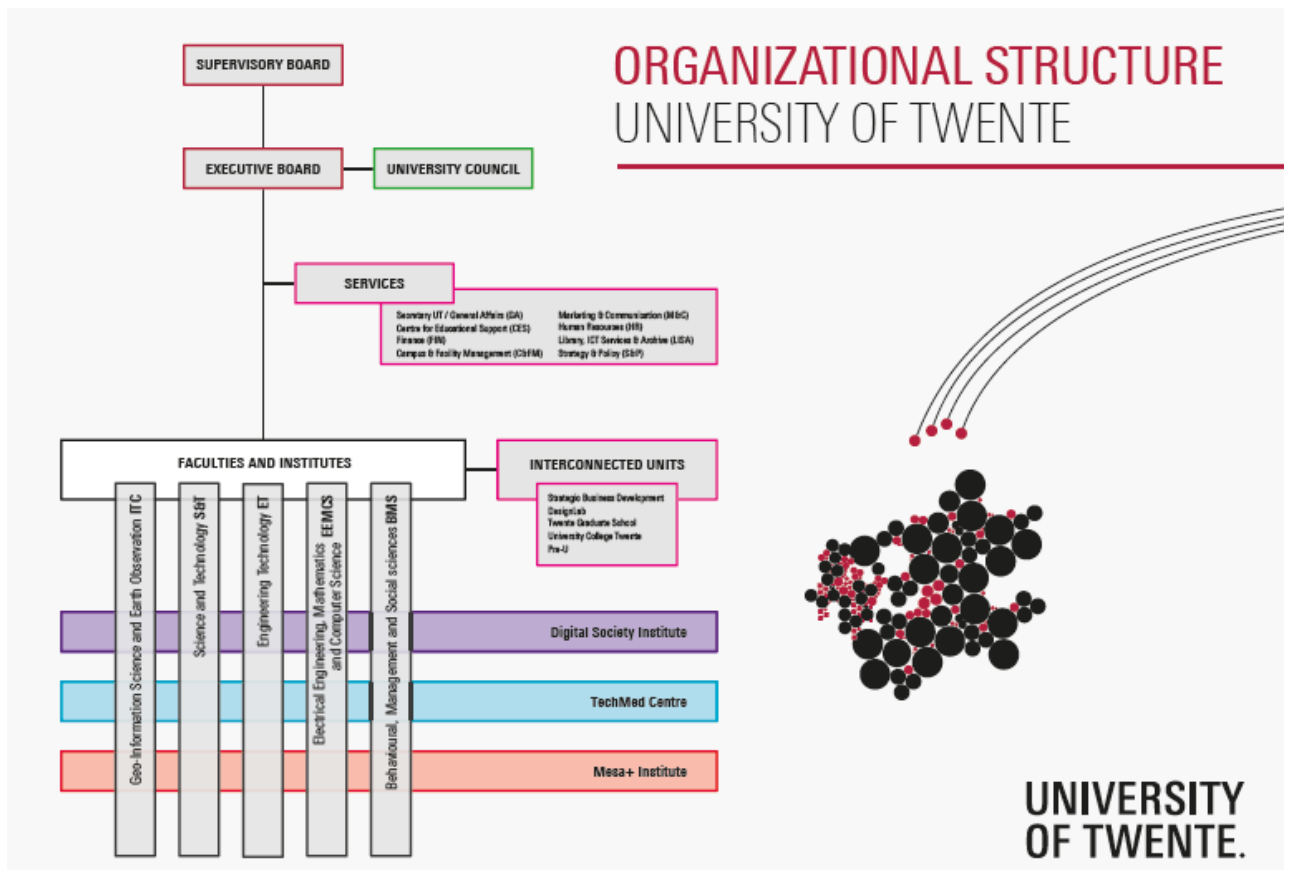 ORGANIZATIONAL STRUCTURE
UNIVERSITY OF TWENTE
SUPERVISORY BOARD
EXECUTIVE BOARD
UNIVERSITY COUNCIL
SERVICES
Secretary UT / General Affairs (GA)
Centre for Educational Support (CES)
Finance (FIN)
Campus & Facility Management (C&FM)
Marketing & Communication (M&C)
Human Resources (HR)
Library, ICT Services & Archive (LISA)
Strategy & Policy (S&P)
FACULTIES AND INSTITUTES
INTERCONNECTED UNITS
Strategic Business Development
DesignLab
Twente Graduate School
University College Twente
Pre-U
Geo-Information Science and Earth Observation ITC
Science and Technology S&T
Engineering Technology ET
Electrical Engineering, Mathematics EEMCS
and Computer Science
Behavioural, Management and Social sciences BMS
Digital Society Institute
TechMed Centre
Mesa+ Institute
UNIVERSITY
OF TWENTE.